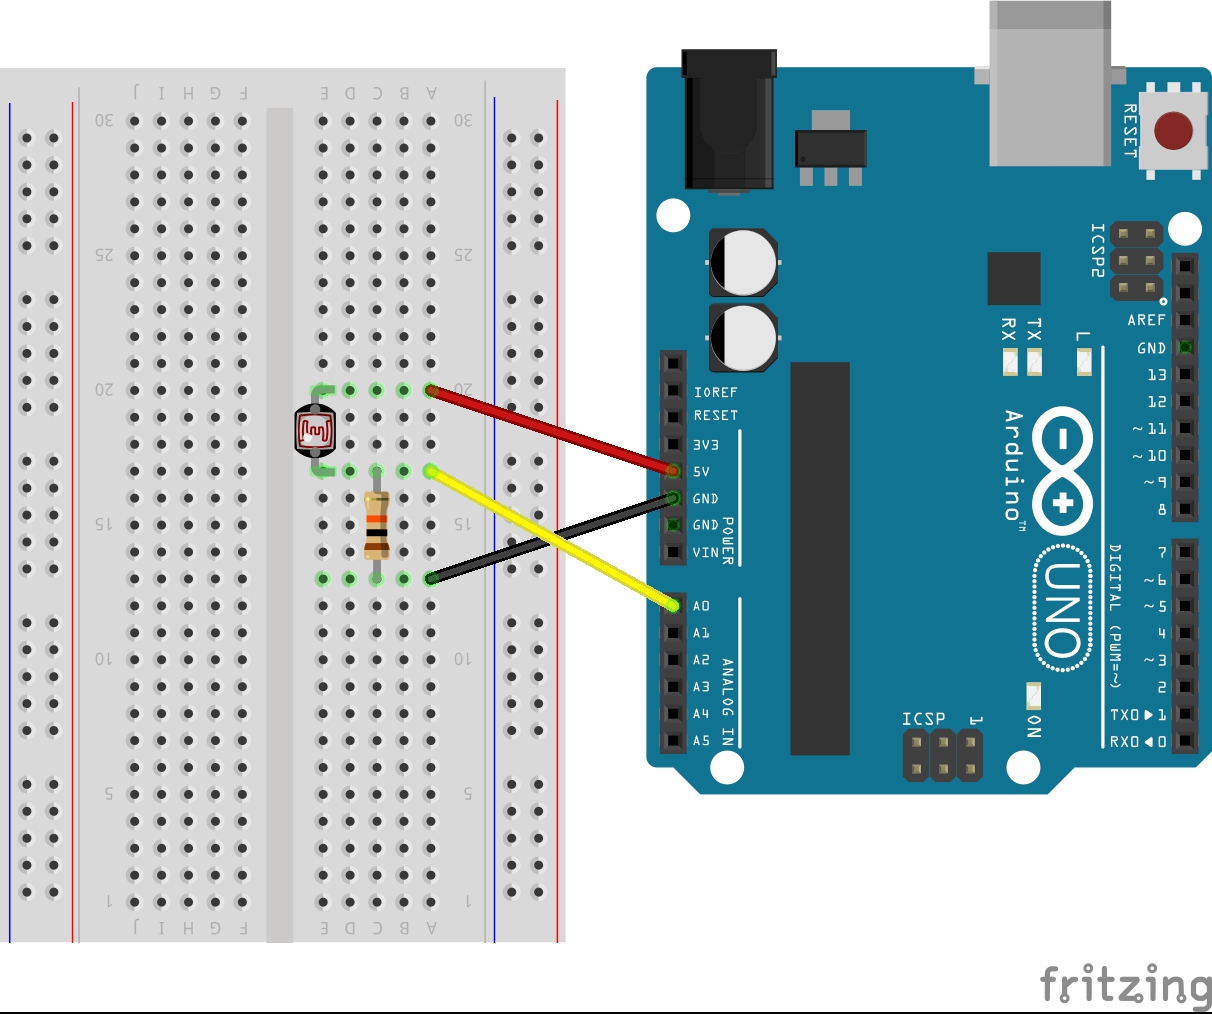 J I H G F E D C B A
30 30
25 25
20 20
15 15
10 10
5 5
1 1
J I H G F E D C B A
RESET
ICSP2
AREF
GND
13
12
~11
~10
~9
8
7
~6
~5
4
~3
2
TX0 1
RX0 0
DIGITAL (PWM=~)
RX
TX
L
Arduino™
UNO
ON
IOREF
RESET
3V3
5V
GND
GND
VIN
POWER
A0
A1
A2
A3
A4
A5
ANALOG IN
ICSP
1
fritzing